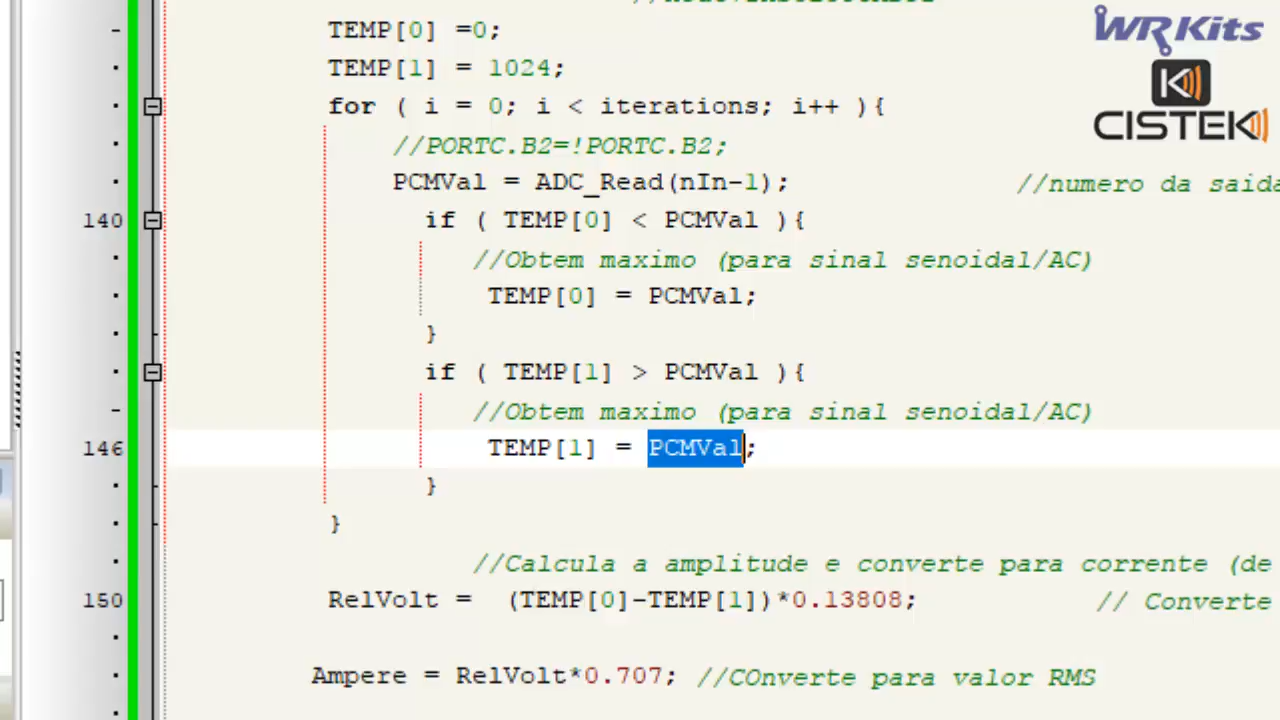 WRKits
CISTEK
TEMP[0] =0;
TEMP[1] = 1024;
for ( i = 0; i < iterations; i++ ){
//PORTC.B2=!PORTC.B2;
PCMVal = ADC_Read(nIn-1); //numero da saida
140 if ( TEMP[0] < PCMVal ){
//Obtem maximo (para sinal senoidal/AC)
TEMP[0] = PCMVal;
}
if ( TEMP[1] > PCMVal ){
//Obtem maximo (para sinal senoidal/AC)
146 TEMP[1] = PCMVal;
}
}
//Calcula a amplitude e converte para corrente (de
150 RelVolt = (TEMP[0]-TEMP[1])*0.13808; // Converte
Ampere = RelVolt*0.707; //COnverte para valor RMS